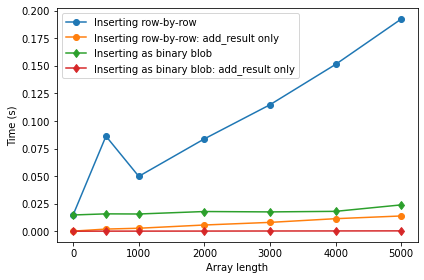 0.200
0.175
0.150
0.125
0.100
0.075
0.050
0.025
0.000
Time (s)
Inserting row-by-row
Inserting row-by-row: add_result only
Inserting as binary blob
Inserting as binary blob: add_result only
0 1000 2000 3000 4000 5000
Array length